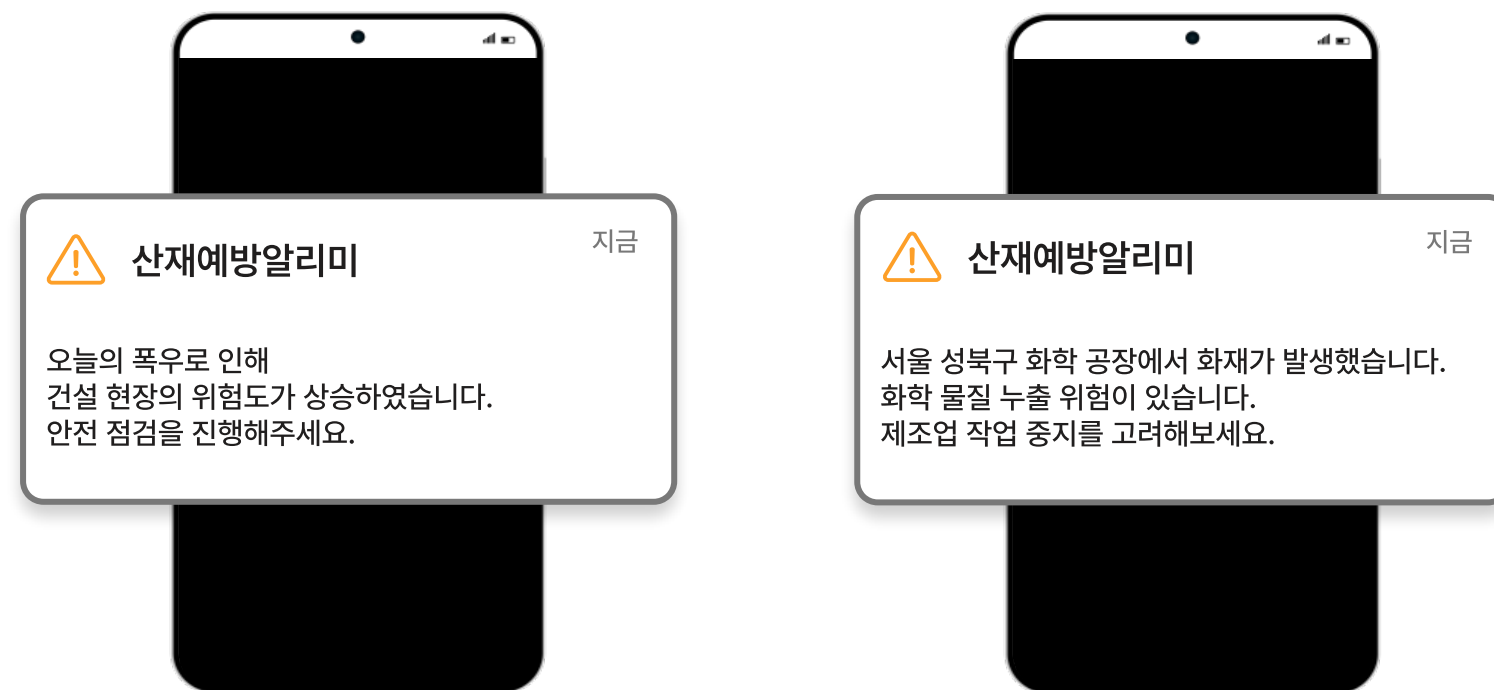 산재예방알리미
지금
오늘의 폭우로 인해
건설 현장의 위험도가 상승하였습니다.
안전 점검을 진행해주세요.
산재예방알리미
지금
서울 성북구 화학 공장에서 화재가 발생했습니다.
화학 물질 누출 위험이 있습니다.
제조업 작업 중지를 고려해보세요.